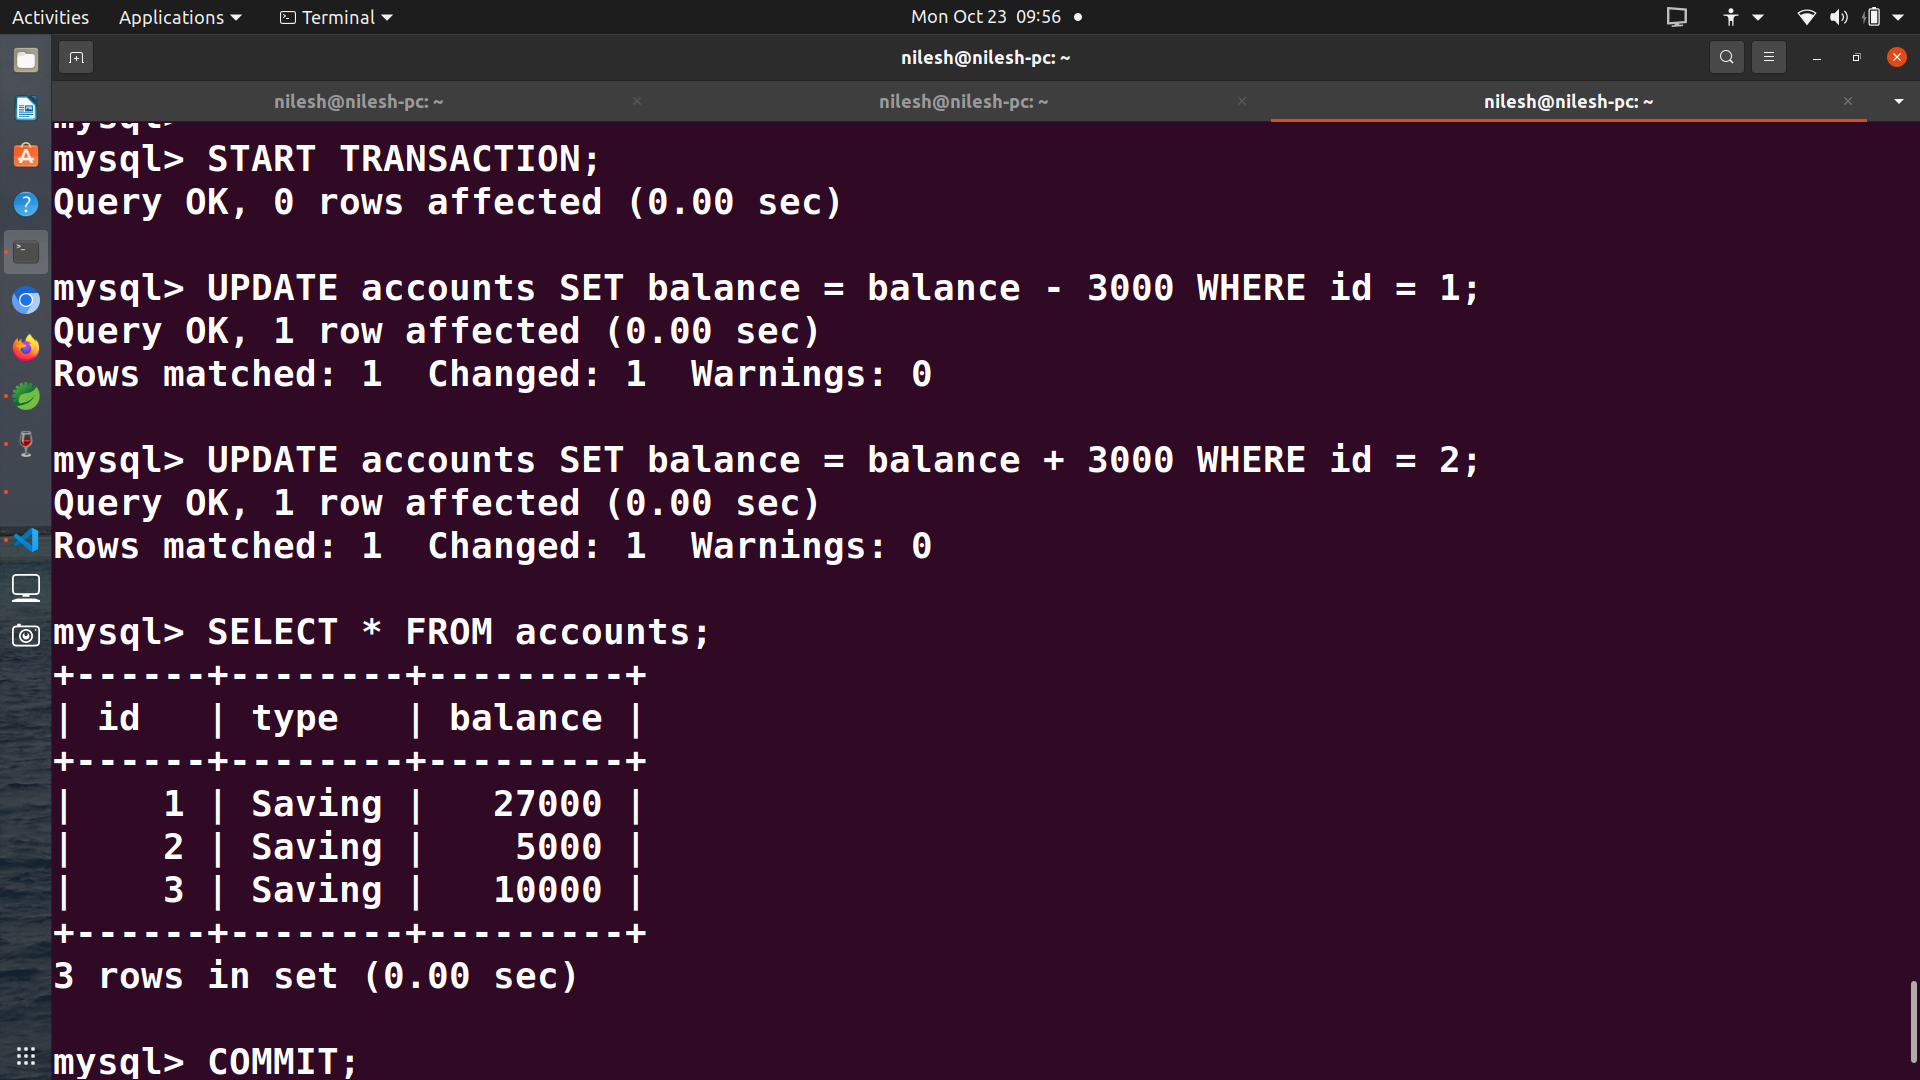 Activities Applications Terminal Mon Oct 23 09:56
nilesh@nilesh-pc: ~
nilesh@nilesh-pc: ~ nilesh@nilesh-pc: ~ nilesh@nilesh-pc: ~
mysql>
mysql> START TRANSACTION;
Query OK, 0 rows affected (0.00 sec)
mysql> UPDATE accounts SET balance = balance - 3000 WHERE id = 1;
Query OK, 1 row affected (0.00 sec)
Rows matched: 1  Changed: 1  Warnings: 0
mysql> UPDATE accounts SET balance = balance + 3000 WHERE id = 2;
Query OK, 1 row affected (0.00 sec)
Rows matched: 1  Changed: 1  Warnings: 0
mysql> SELECT * FROM accounts;
+------+--------+---------+
| id   | type   | balance |
+------+--------+---------+
|    1 | Saving |   27000 |
|    2 | Saving |    5000 |
|    3 | Saving |   10000 |
+------+--------+---------+
3 rows in set (0.00 sec)
mysql> COMMIT;